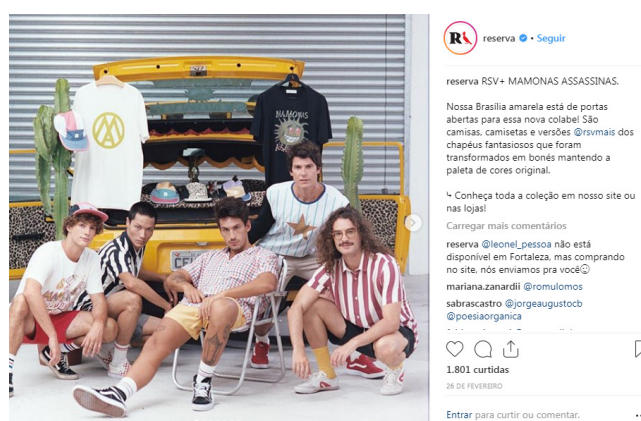 MAMONAS
reserva • Seguir
reserva RSV+ MAMONAS ASSASSINAS.
Nossa Brasília amarela está de portas
abertas para essa nova colabe! São
camisas, camisetas e versões @rsvmais dos
chapéus fantasiosos que foram
transformados em bonés mantendo a
paleta de cores original.
⤷ Conheça toda a coleção em nosso site ou
nas lojas!
Carregar mais comentários
reserva @leonel_pessoa não está
disponível em Fortaleza, mas comprando
no site, nós enviamos pra você☺
mariana.zanardii @romulomos
sabrascastro @jorgeaugustocb
@poesiaorganica
1.801 curtidas
26 DE FEVEREIRO
Entrar para curtir ou comentar.